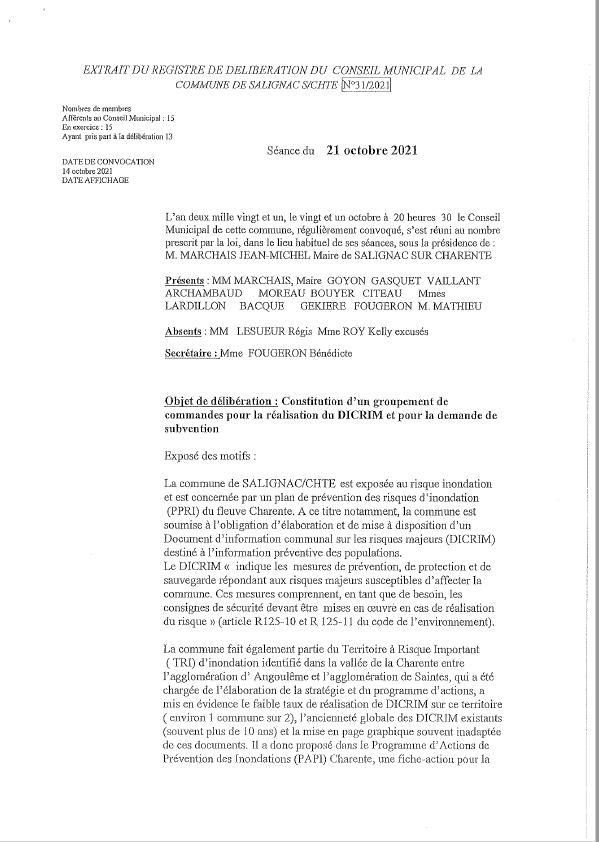 EXTRAIT DU REGISTRE DE DELIBERATION DU CONSEIL MUNICIPAL DE LA
COMMUNE DE SALIGNAC S/CHTE N°31/2021
Nombres de membres
Afférents au Conseil Municipal : 15
En exercice : 15
Ayant pris part à la délibération 13
Séance du 21 octobre 2021
DATE DE CONVOCATION
14 octobre 2021
DATE AFFICHAGE
L'an deux mille vingt et un, le vingt et un octobre à 20 heures 30 le Conseil
Municipal de cette commune, régulièrement convoqué, s'est réuni au nombre
prescrit par la loi, dans le lieu habituel de ses séances, sous la présidence de :
M. MARCHAIS JEAN-MICHEL Maire de SALIGNAC SUR CHARENTE
Présents : MM MARCHAIS, Maire GOYON GASQUET VAILLANT
ARCHAMBAUD MOREAU BOUYER CITEAU Mmes
LARDILLON BACQUE GEKIERE FOUGERON M. MATHIEU
Absents : MM LESUEUR Régis Mme ROY Kelly excusés
Secrétaire : Mme FOUGERON Bénédicte
Objet de délibération : Constitution d'un groupement de
commandes pour la réalisation du DICRIM et pour la demande de
subvention
Exposé des motifs :
La commune de SALIGNAC/CHTE est exposée au risque inondation
et est concernée par un plan de prévention des risques d'inondation
(PPRI) du fleuve Charente. A ce titre notamment, la commune est
soumise à l'obligation d'élaboration et de mise à disposition d'un
Document d'information communal sur les risques majeurs (DICRIM)
destiné à l'information préventive des populations.
Le DICRIM « indique les mesures de prévention, de protection et de
sauvegarde répondant aux risques majeurs susceptibles d'affecter la
commune. Ces mesures comprennent, en tant que de besoin, les
consignes de sécurité devant être mises en œuvre en cas de réalisation
du risque » (article R125-10 et R 125-11 du code de l'environnement).
La commune fait également partie du Territoire à Risque Important
( TRI) d'inondation identifié dans la vallée de la Charente entre
l'agglomération d' Angoulême et l'agglomération de Saintes, qui a été
chargée de l'élaboration de la stratégie et du programme d'actions, a
mis en évidence le faible taux de réalisation de DICRIM sur ce territoire
( environ 1 commune sur 2), l'ancienneté globale des DICRIM existants
(souvent plus de 10 ans) et la mise en page graphique souvent inadaptée
de ces documents. Il a donc proposé dans le Programme d'Actions de
Prévention des Inondations (PAPI) Charente, une fiche-action pour la